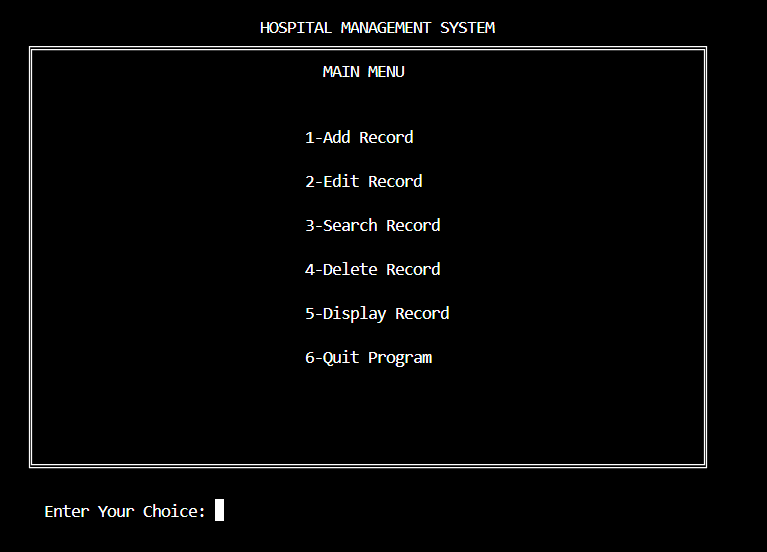 HOSPITAL MANAGEMENT SYSTEM
MAIN MENU
1-Add Record
2-Edit Record
3-Search Record
4-Delete Record
5-Display Record
6-Quit Program
Enter Your Choice: